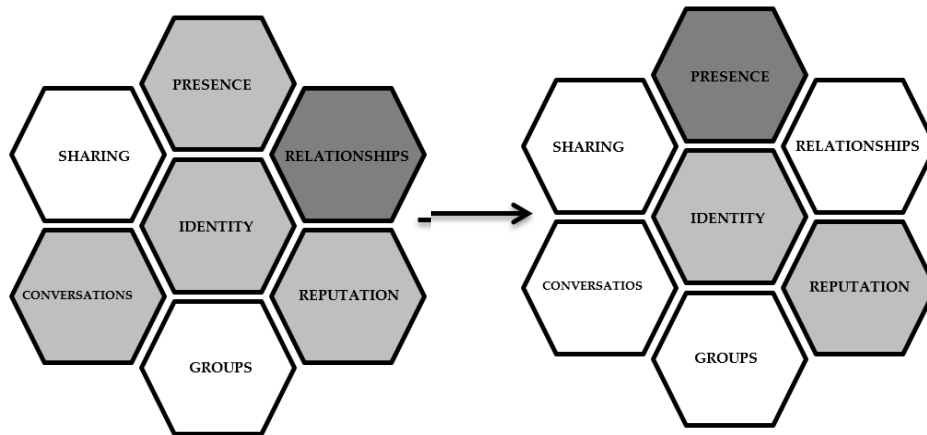 PRESENCE
SHARING
RELATIONSHIPS
IDENTITY
CONVERSATIONS
REPUTATION
GROUPS
PRESENCE
SHARING
RELATIONSHIPS
IDENTITY
CONVERSATIOS
REPUTATION
GROUPS